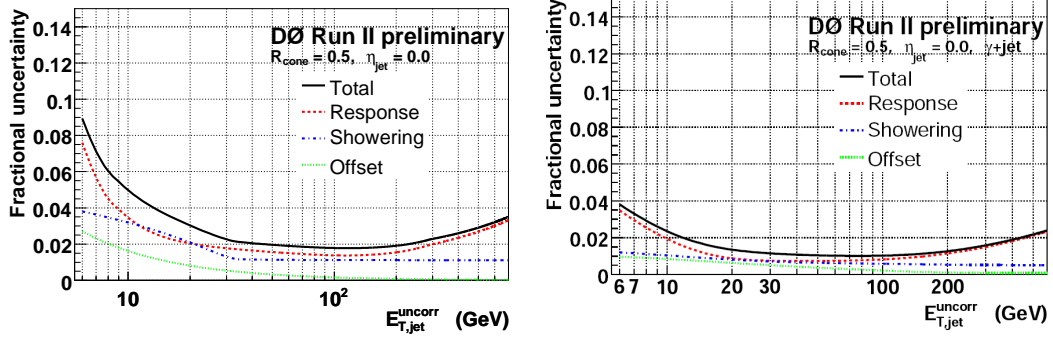 Fractional uncertainty
0.14
0.12
0.1
0.08
0.06
0.04
0.02
0
DØ Run II preliminary
R_cone = 0.5, η_jet = 0.0
Total
Response
Showering
Offset
10
10²
E_T,jet^uncorr (GeV)
Fractional uncertainty
0.14
0.12
0.1
0.08
0.06
0.04
0.02
0
DØ Run II preliminary
R_cone = 0.5, η_jet = 0.0, γ+jet
Total
Response
Showering
Offset
6 7 10 20 30 100 200
E_T,jet^uncorr (GeV)